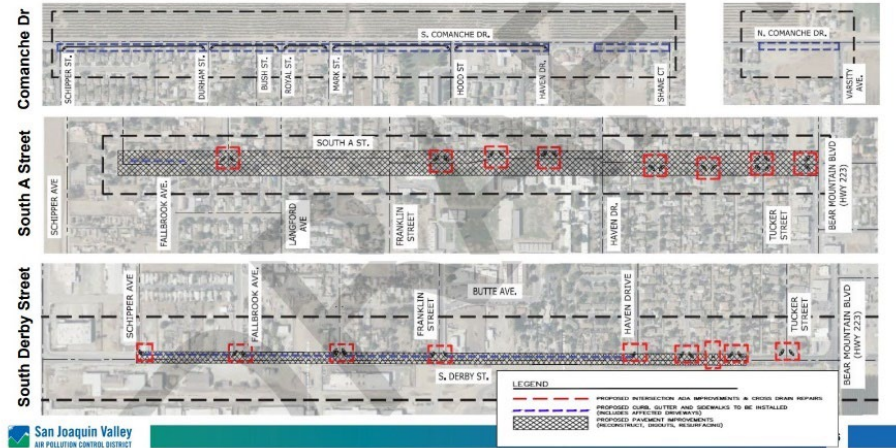 Comanche Dr
S. COMANCHE DR.
N. COMANCHE DR.
SCHIPPER ST.
DURHAM ST.
BUSH ST.
ROYAL ST.
MARK ST.
HOOD ST
HAVEN DR.
SHANE CT
VARSITY
AVE.
South A Street
SOUTH A ST.
SCHIPPER AVE
FALLBROOK AVE.
LANGFORD
AVE
FRANKLIN
STREET
HAVEN DR.
TUCKER
STREET
BEAR MOUNTAIN BLVD
(HWY 223)
South Derby Street
SCHIPPER AVE
FALLBROOK AVE.
FRANKLIN
STREET
BUTTE AVE.
HAVEN DRIVE
TUCKER
STREET
BEAR MOUNTAIN BLVD
(HWY 223)
S. DERBY ST.
LEGEND
PROPOSED INTERSECTION ADA IMPROVEMENTS & CROSS DRAIN REPAIRS
PROPOSED CURB, GUTTER AND SIDEWALKS TO BE INSTALLED
(INCLUDES AFFECTED DRIVEWAYS)
PROPOSED PAVEMENT IMPROVEMENTS
(RECONSTRUCT, DIGOUTS, RESURFACING)
San Joaquin Valley
AIR POLLUTION CONTROL DISTRICT